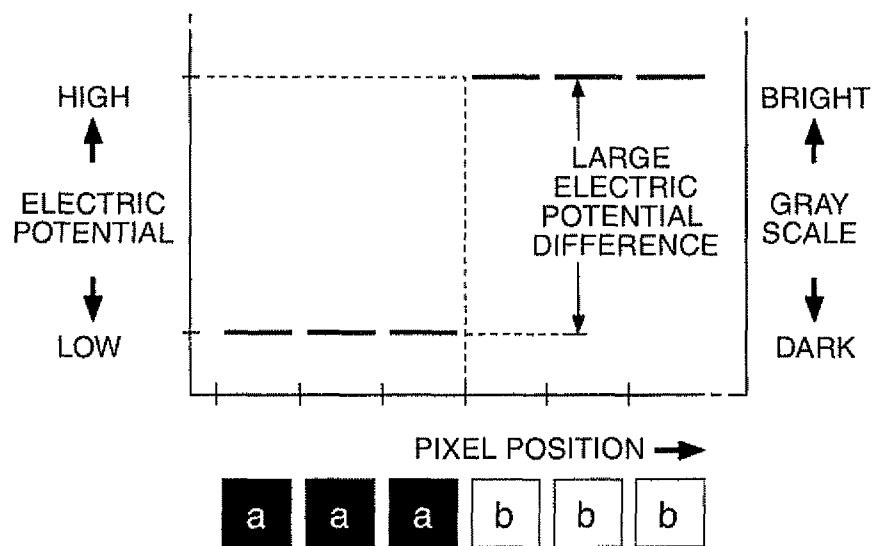 HIGH
ELECTRIC
POTENTIAL
LOW
LARGE
ELECTRIC
POTENTIAL
DIFFERENCE
BRIGHT
GRAY
SCALE
DARK
PIXEL POSITION
a a a b b b